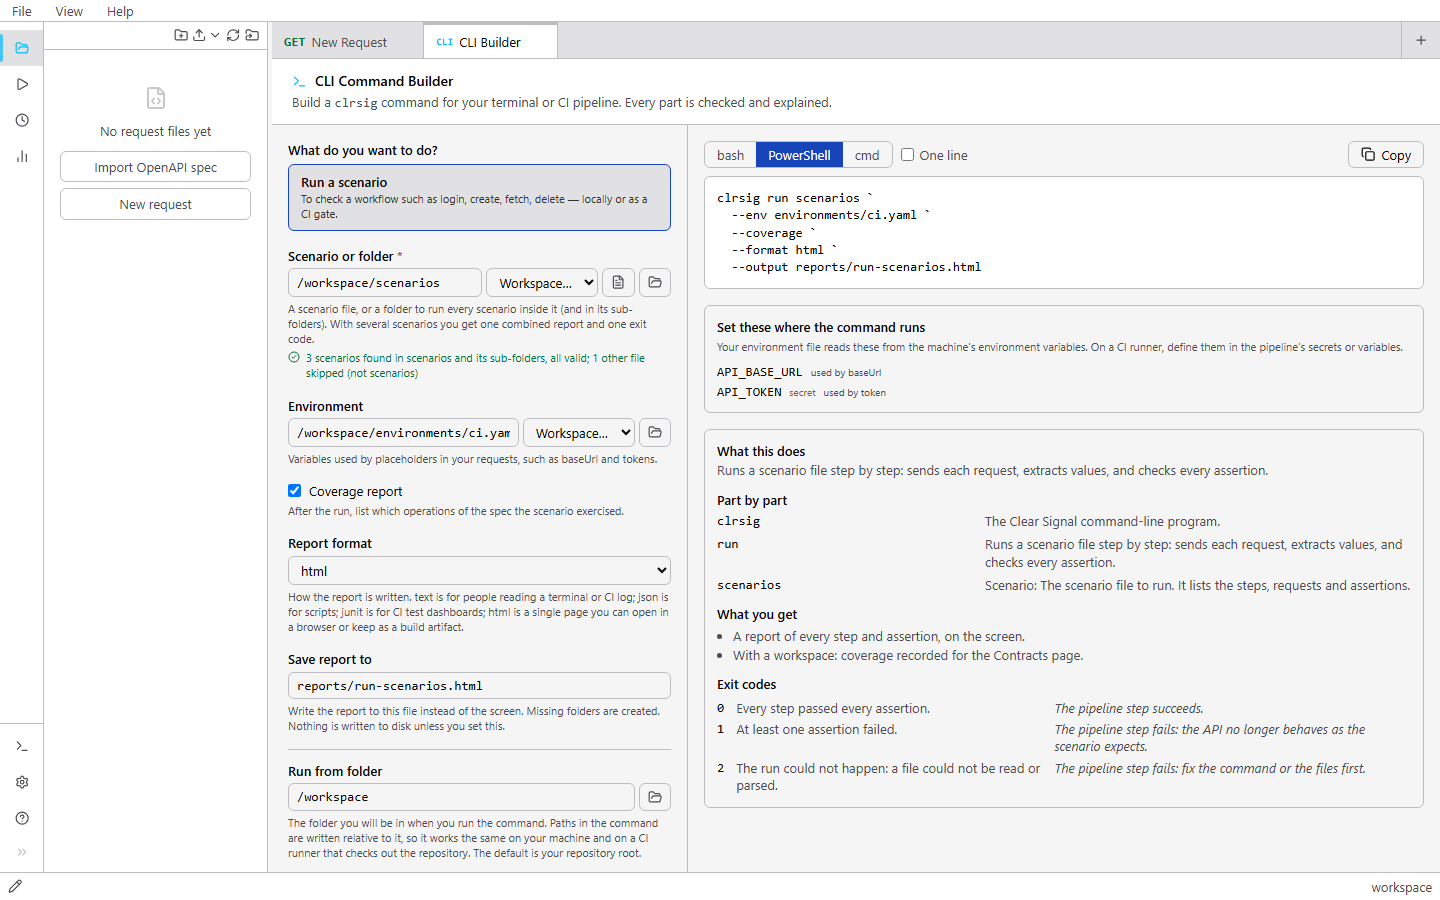 File View Help
GET New Request
CLI CLI Builder
+
No request files yet
Import OpenAPI spec
New request
CLI Command Builder
Build a clrsig command for your terminal or CI pipeline. Every part is checked and explained.
What do you want to do?
Run a scenario
To check a workflow such as login, create, fetch, delete — locally or as a
CI gate.
Scenario or folder *
/workspace/scenarios Workspace...
A scenario file, or a folder to run every scenario inside it (and in its sub-
folders). With several scenarios you get one combined report and one exit
code.
3 scenarios found in scenarios and its sub-folders, all valid; 1 other file
skipped (not scenarios)
Environment
/workspace/environments/ci.yam Workspace...
Variables used by placeholders in your requests, such as baseUrl and tokens.
Coverage report
After the run, list which operations of the spec the scenario exercised.
Report format
html
How the report is written. text is for people reading a terminal or CI log; json is
for scripts; junit is for CI test dashboards; html is a single page you can open in
a browser or keep as a build artifact.
Save report to
reports/run-scenarios.html
Write the report to this file instead of the screen. Missing folders are created.
Nothing is written to disk unless you set this.
Run from folder
/workspace
The folder you will be in when you run the command. Paths in the command
are written relative to it, so it works the same on your machine and on a CI
runner that checks out the repository. The default is your repository root.
bash PowerShell cmd One line Copy
clrsig run scenarios `
--env environments/ci.yaml `
--coverage `
--format html `
--output reports/run-scenarios.html
Set these where the command runs
Your environment file reads these from the machine's environment variables. On a CI runner, define them in the pipeline's secrets or variables.
API_BASE_URL used by baseUrl
API_TOKEN secret used by token
What this does
Runs a scenario file step by step: sends each request, extracts values, and checks every assertion.
Part by part
clrsig The Clear Signal command-line program.
run Runs a scenario file step by step: sends each request, extracts values, and
checks every assertion.
scenarios Scenario: The scenario file to run. It lists the steps, requests and assertions.
What you get
A report of every step and assertion, on the screen.
With a workspace: coverage recorded for the Contracts page.
Exit codes
0 Every step passed every assertion. The pipeline step succeeds.
1 At least one assertion failed. The pipeline step fails: the API no longer behaves as the
scenario expects.
2 The run could not happen: a file could not be read or The pipeline step fails: fix the command or the files first.
parsed.
workspace